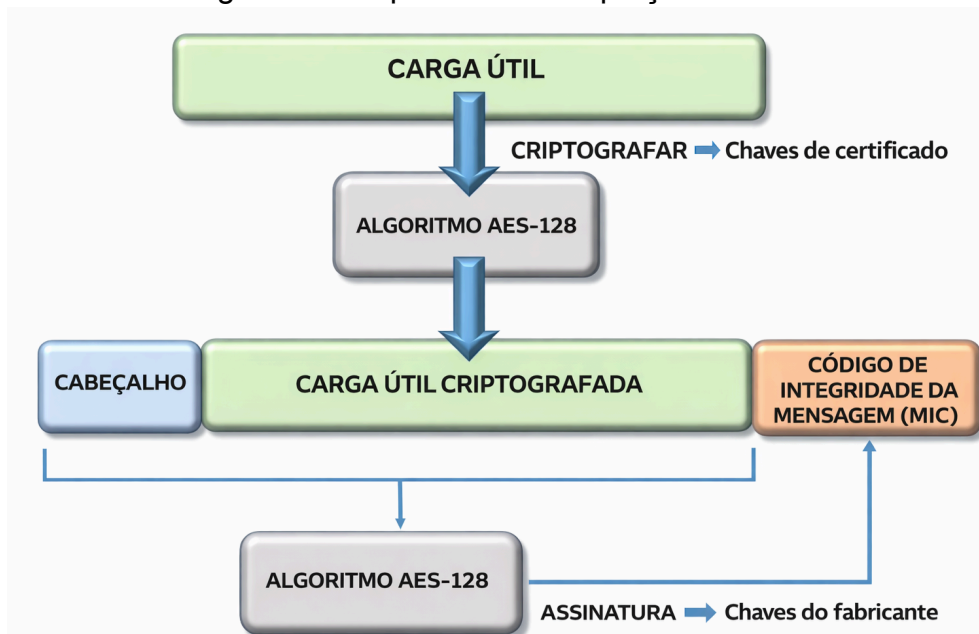 CARGA ÚTIL
CRIPTOGRAFAR ➡ Chaves de certificado
ALGORITMO AES-128
CABEÇALHO
CARGA ÚTIL CRIPTOGRAFADA
CÓDIGO DE
INTEGRIDADE DA
MENSAGEM (MIC)
ALGORITMO AES-128
ASSINATURA ➡ Chaves do fabricante